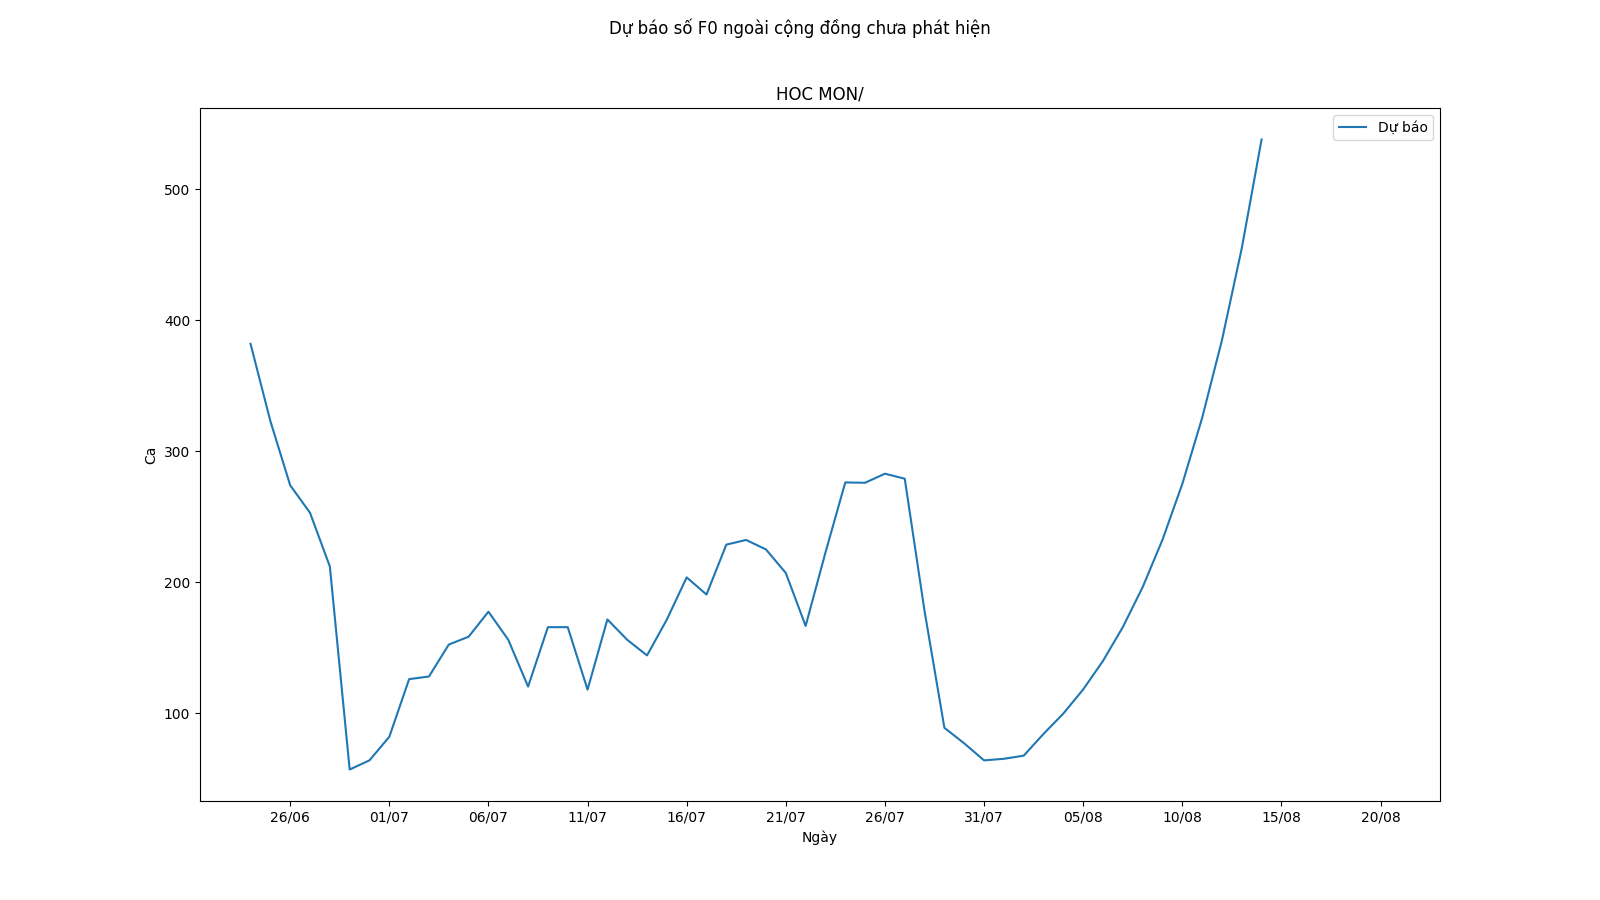 Dự báo số F0 ngoài cộng đồng chưa phát hiện
HOC MON/
Dự báo
500
400
300
200
100
Ca
26/06 01/07 06/07 11/07 16/07 21/07 26/07 31/07 05/08 10/08 15/08 20/08
Ngày